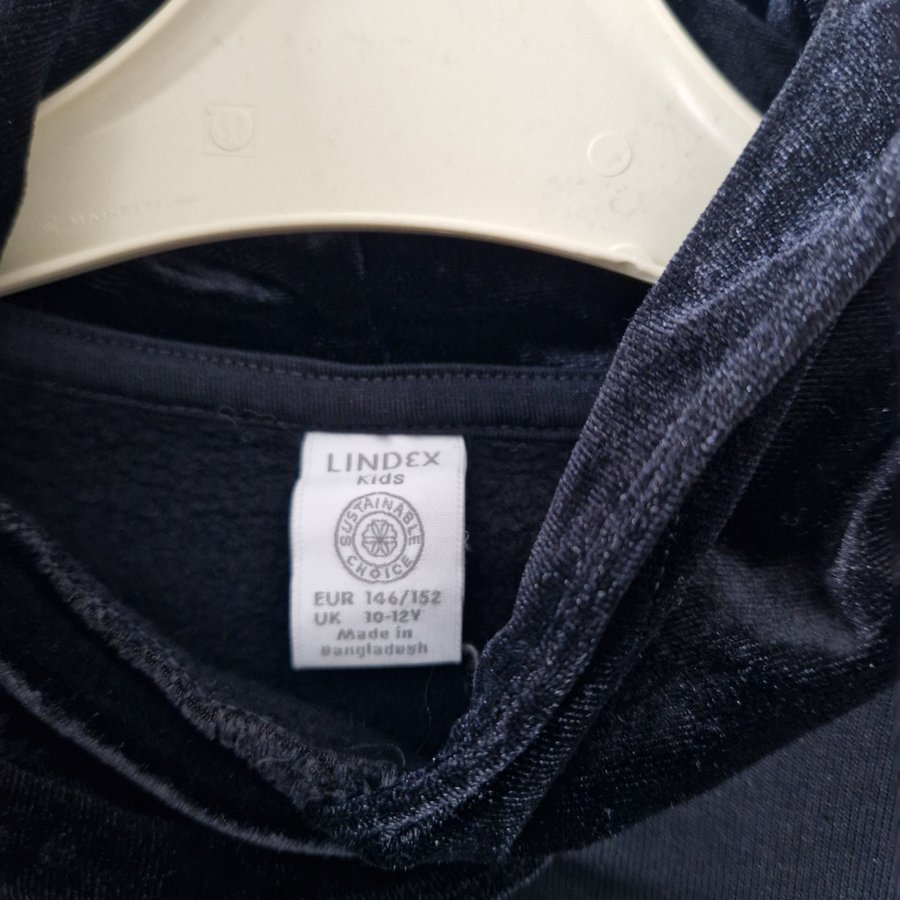 LINDEX
Kids
SUSTAINABLE
CHOICE
EUR 146/152
UK 10-12Y
Made in
Bangladesh